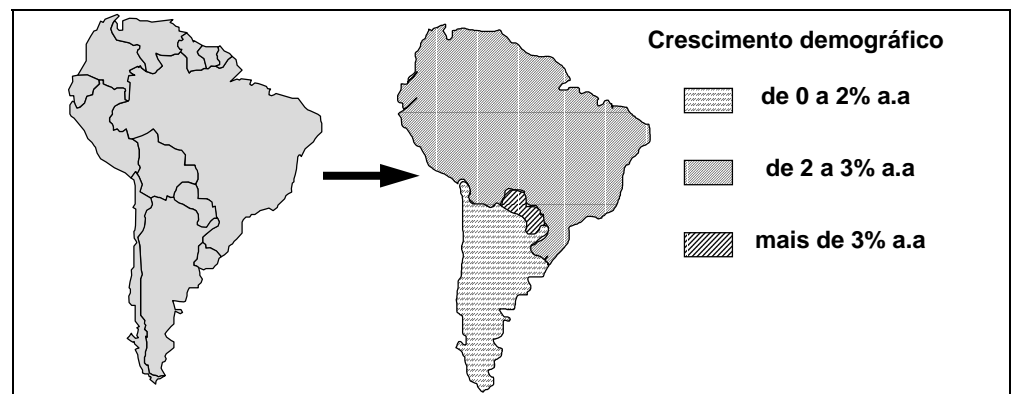 Crescimento demográfico
de 0 a 2% a.a
de 2 a 3% a.a
mais de 3% a.a